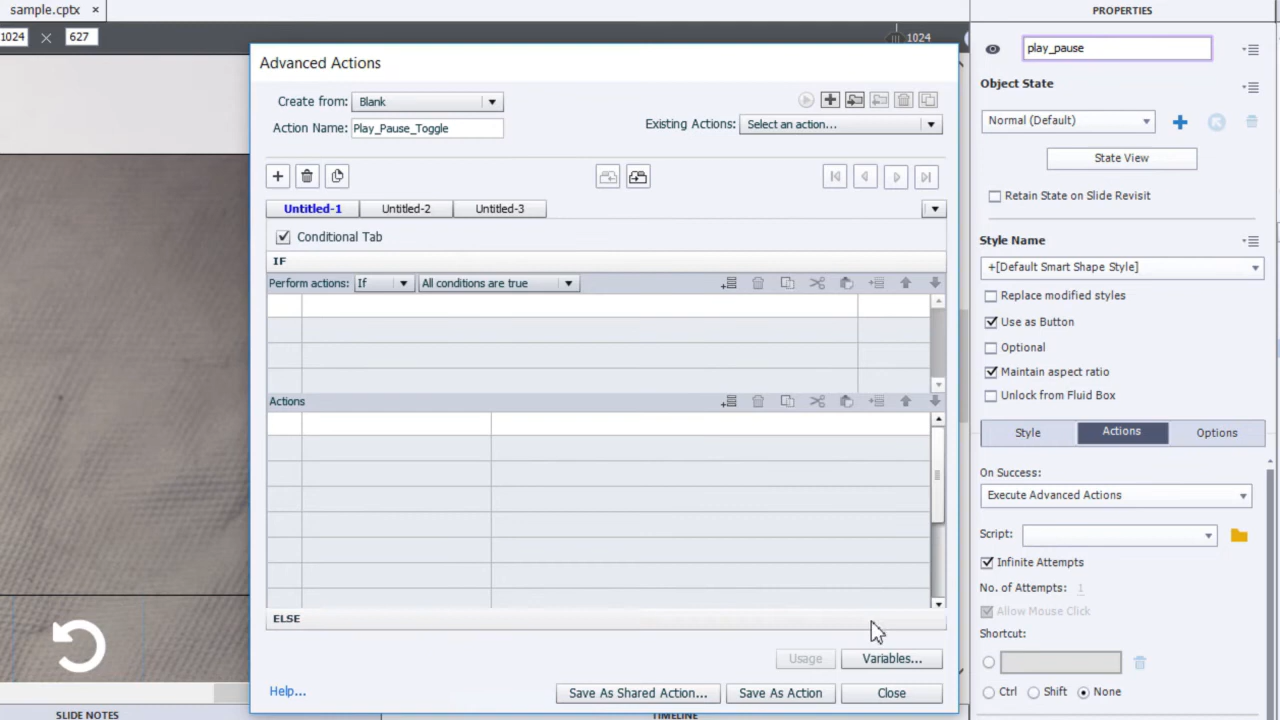 sample.cptx ×
1024 × 627
1024
Advanced Actions
Create from: Blank
Action Name: Play_Pause_Toggle
Existing Actions: Select an action...
Untitled-1 Untitled-2 Untitled-3
Conditional Tab
IF
Perform actions: If All conditions are true
Actions
ELSE
Usage Variables...
Help...
Save As Shared Action... Save As Action Close
SLIDE NOTES
TIMELINE
PROPERTIES
play_pause
Object State
Normal (Default)
State View
Retain State on Slide Revisit
Style Name
+[Default Smart Shape Style]
Replace modified styles
Use as Button
Optional
Maintain aspect ratio
Unlock from Fluid Box
Style Actions Options
On Success:
Execute Advanced Actions
Script:
Infinite Attempts
No. of Attempts: 1
Allow Mouse Click
Shortcut:
Ctrl Shift None